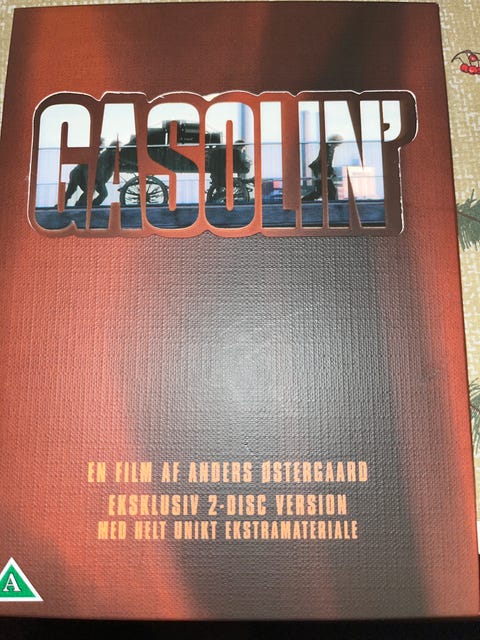 GASOLIN'
EN FILM AF ANDERS ØSTERGAARD
EKSKLUSIV 2-DISC VERSION
MED HELT UNIKT EKSTRAMATERIALE
A